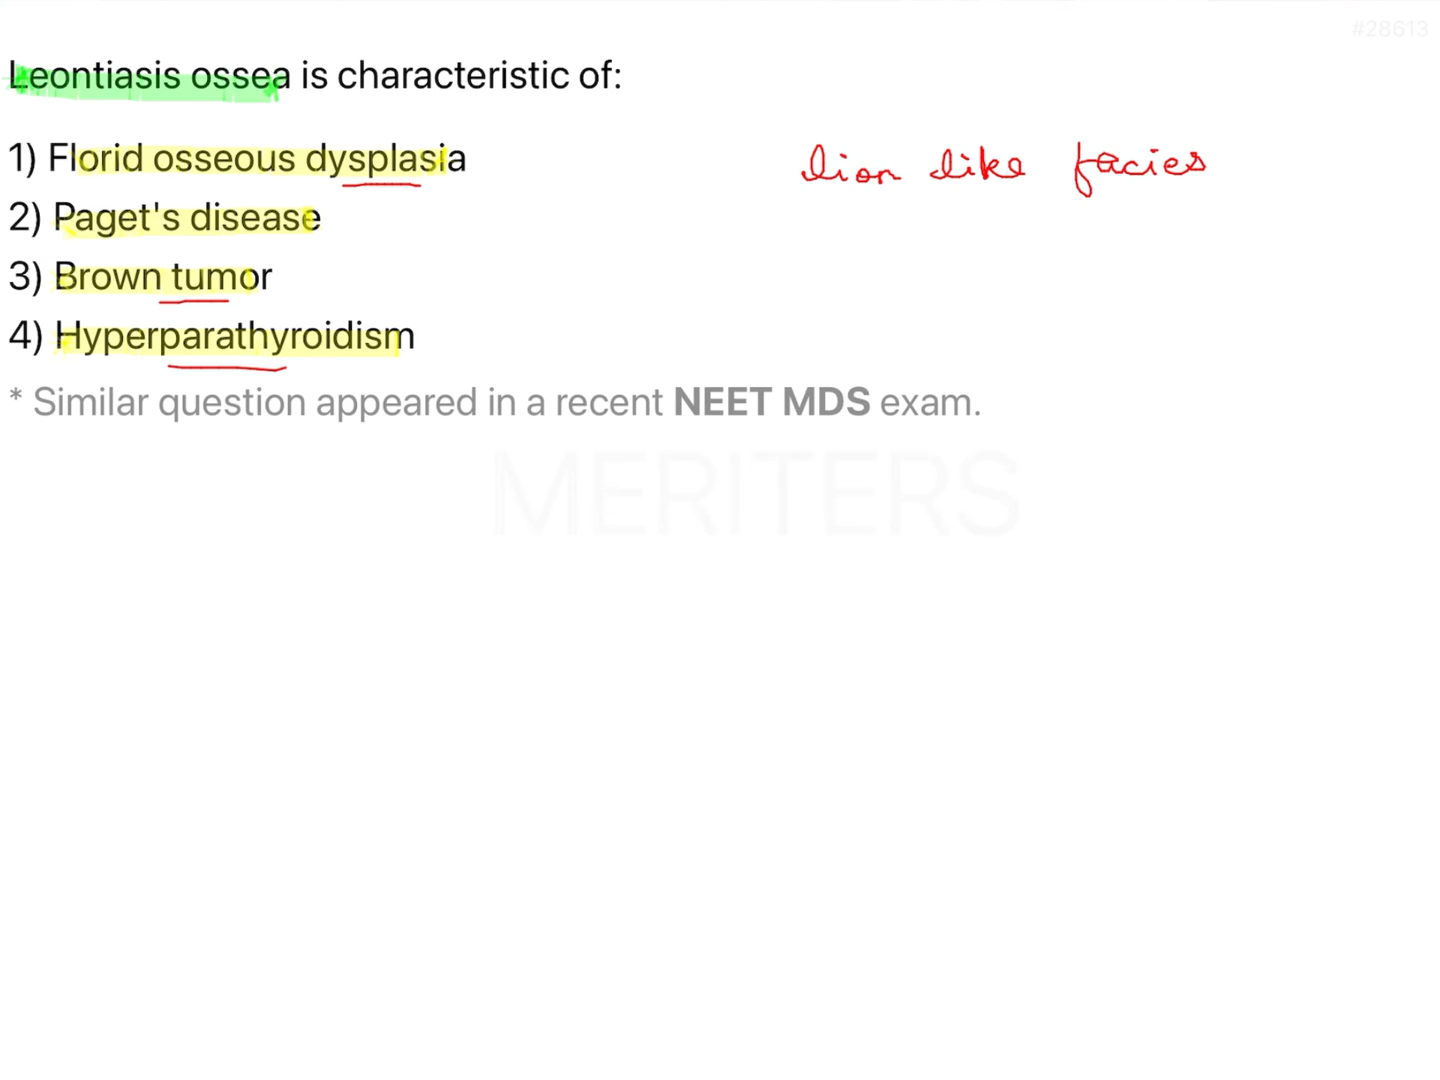 #28613
Leontiasis ossea is characteristic of:
1) Florid osseous dysplasia
lion like facies
2) Paget's disease
3) Brown tumor
4) Hyperparathyroidism
* Similar question appeared in a recent NEET MDS exam.
MERITERS